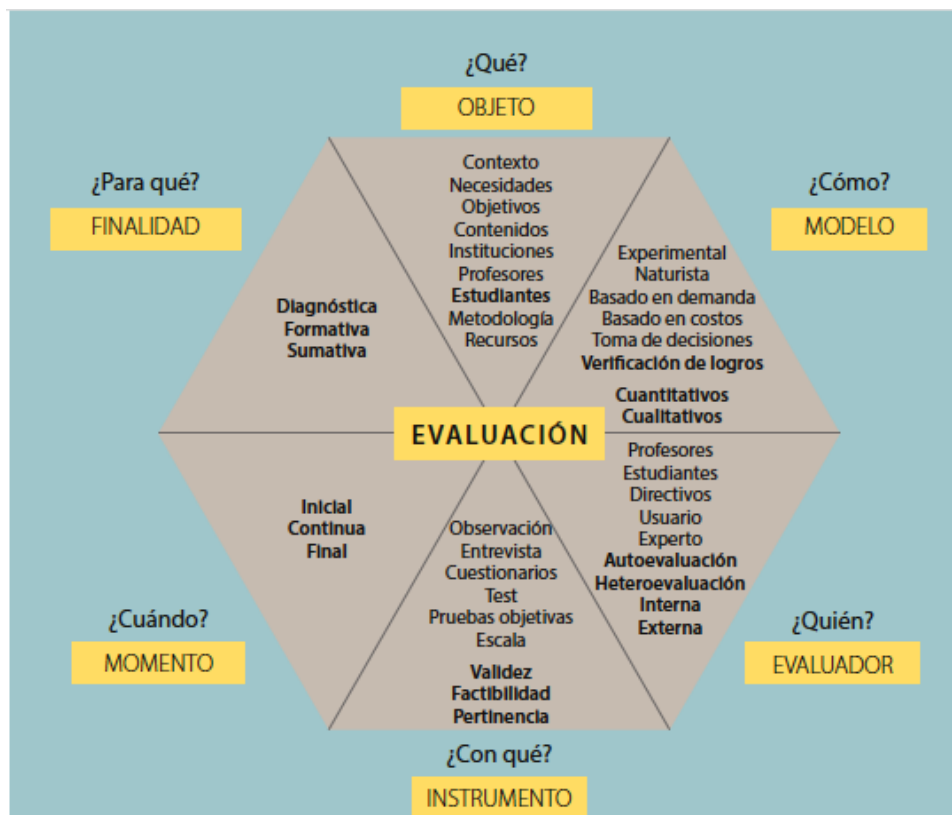 ¿Qué?
OBJETO
Contexto
Necesidades
Objetivos
Contenidos
Instituciones
Profesores
Estudiantes
Metodología
Recursos
¿Cómo?
MODELO
Experimental
Naturista
Basado en demanda
Basado en costos
Toma de decisiones
Verificación de logros
Cuantitativos
Cualitativos
¿Para qué?
FINALIDAD
Diagnóstica
Formativa
Sumativa
EVALUACIÓN
Profesores
Estudiantes
Directivos
Usuario
Experto
Autoevaluación
Heteroevaluación
Interna
Externa
¿Quién?
EVALUADOR
Inicial
Continua
Final
¿Cuándo?
MOMENTO
Observación
Entrevista
Cuestionarios
Test
Pruebas objetivas
Escala
Validez
Factibilidad
Pertinencia
¿Con qué?
INSTRUMENTO